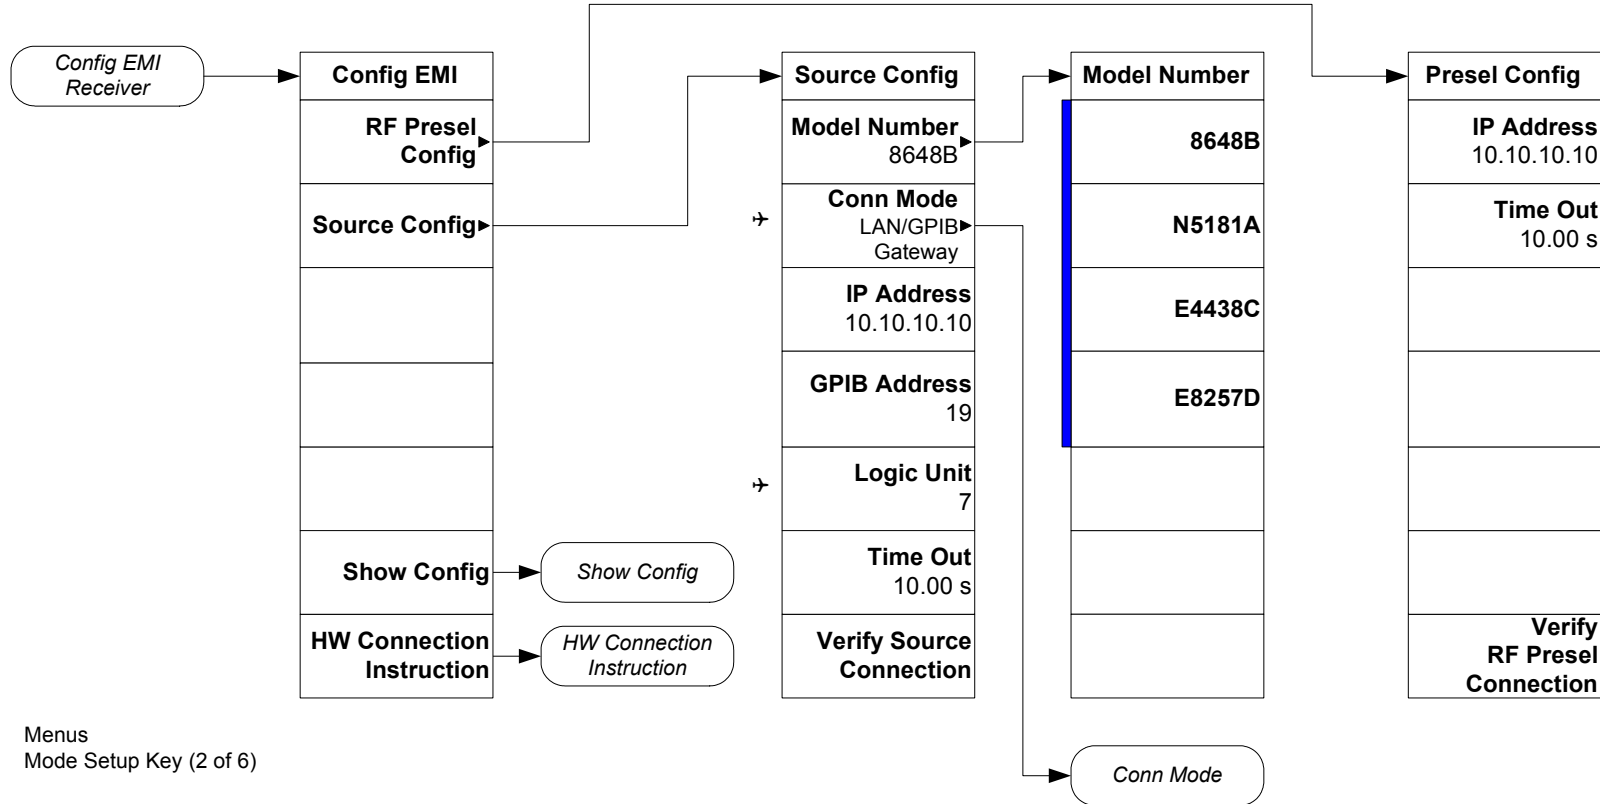 Config EMI
Receiver
Config EMI
RF Presel
Config
Source Config
Show Config
HW Connection
Instruction
Show Config
HW Connection
Instruction
Source Config
Model Number
8648B
Conn Mode
LAN/GPIB
Gateway
IP Address
10.10.10.10
GPIB Address
19
Logic Unit
7
Time Out
10.00 s
Verify Source
Connection
Model Number
8648B
N5181A
E4438C
E8257D
Conn Mode
Presel Config
IP Address
10.10.10.10
Time Out
10.00 s
Verify
RF Presel
Connection
Menus
Mode Setup Key (2 of 6)